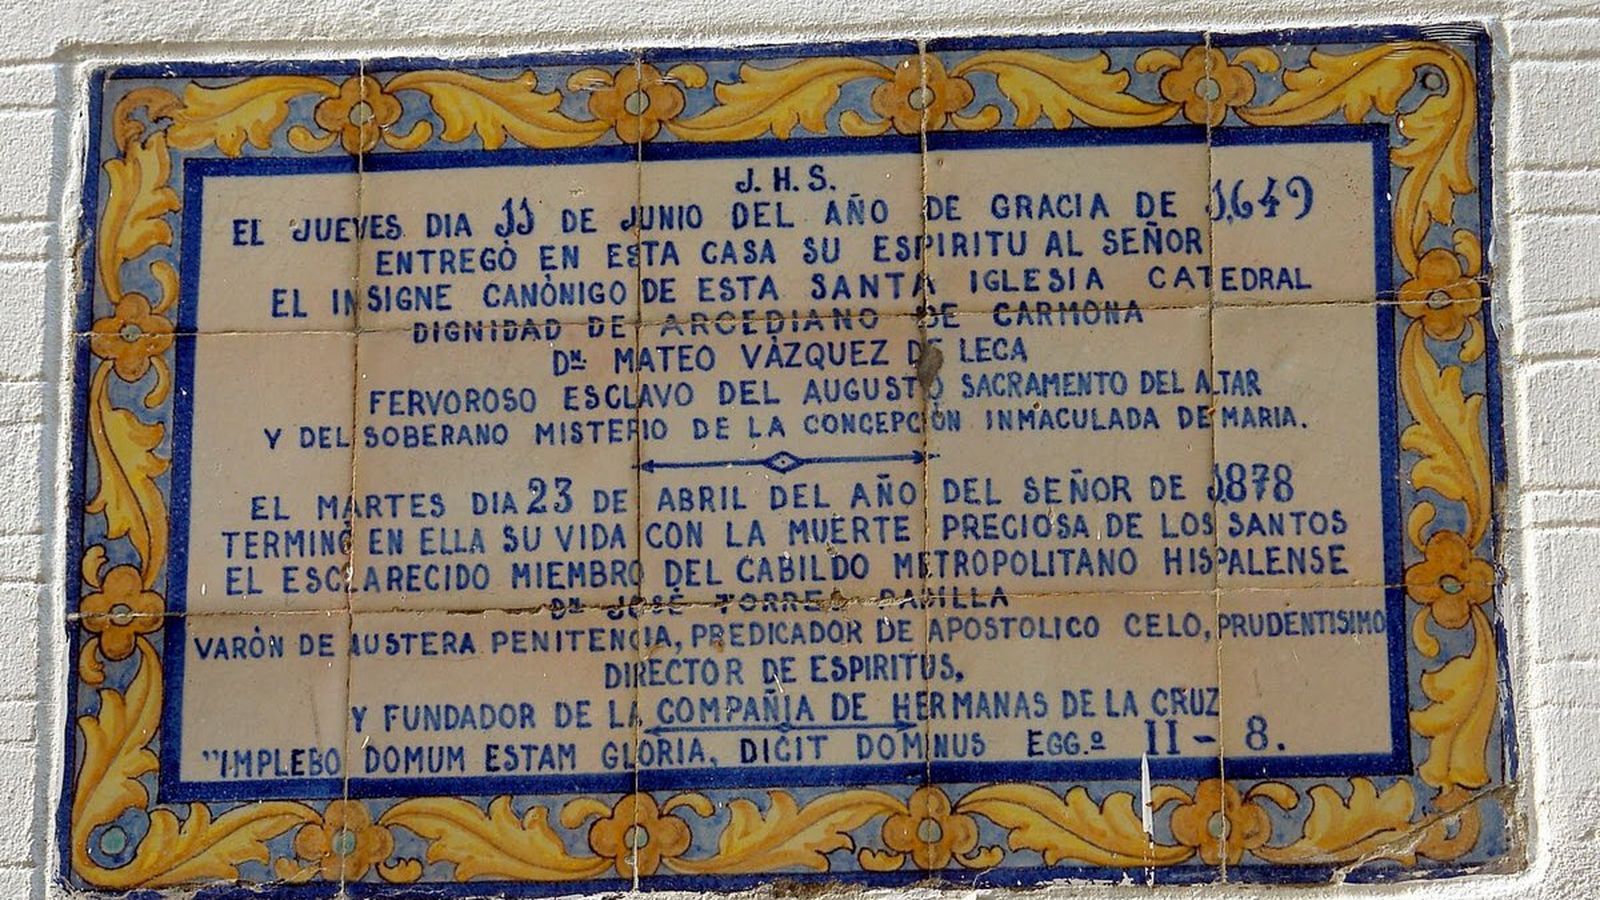 J. H. S.
EL JUEVES DIA 11 DE JUNIO DEL AÑO DE GRACIA DE 1.649
ENTREGÓ EN ESTA CASA SU ESPIRITU AL SEÑOR
EL INSIGNE CANÓNIGO DE ESTA SANTA IGLESIA CATEDRAL
DIGNIDAD DE ARCEDIANO DE CARMONA
Dn. MATEO VÁZQUEZ DE LECA
FERVOROSO ESCLAVO DEL AUGUSTO SACRAMENTO DEL ALTAR
Y DEL SOBERANO MISTERIO DE LA CONCEPCIÓN INMACULADA DE MARIA.
EL MARTES DIA 23 DE ABRIL DEL AÑO DEL SEÑOR DE 1.878
TERMINÓ EN ELLA SU VIDA CON LA MUERTE PRECIOSA DE LOS SANTOS
EL ESCLARECIDO MIEMBRO DEL CABILDO METROPOLITANO HISPALENSE
Dn. JOSÉ TORRES PADILLA
VARÓN DE AUSTERA PENITENCIA, PREDICADOR DE APOSTOLICO CELO, PRUDENTISIMO
DIRECTOR DE ESPIRITUS,
Y FUNDADOR DE LA COMPAÑIA DE HERMANAS DE LA CRUZ
"IMPLEBO DOMUM ESTAM GLORIA, DICIT DOMINUS EGG.º II - 8.